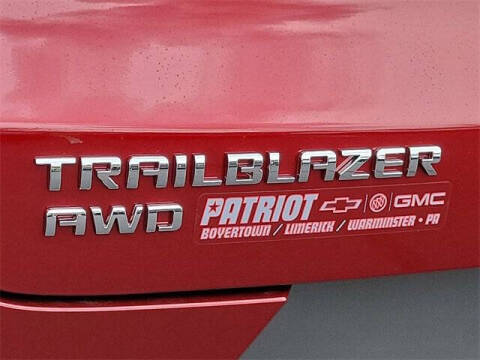 TRAILBLAZER
AWD
PATRIOT GMC
BOYERTOWN / LIMERICK / WARMINSTER • PA